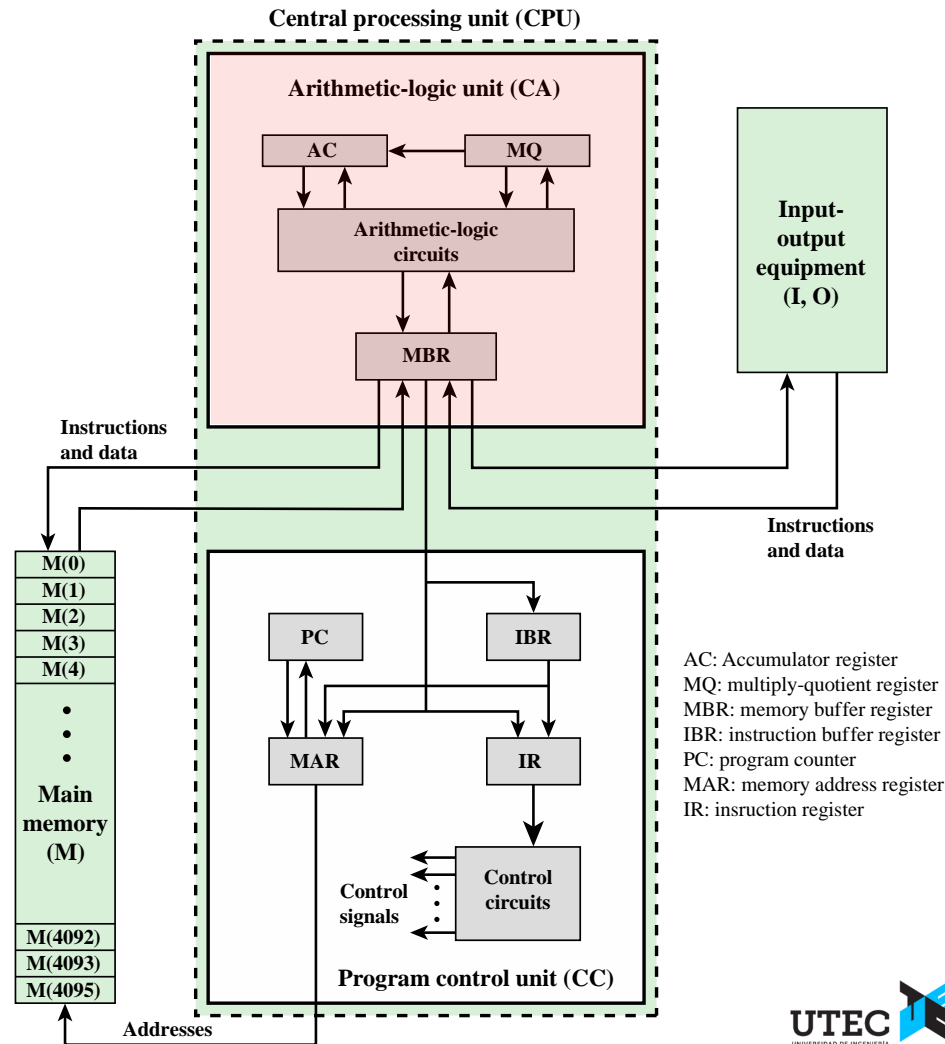 Central processing unit (CPU)
Arithmetic-logic unit (CA)
AC
MQ
Arithmetic-logic
circuits
MBR
Input-
output
equipment
(I, O)
Instructions
and data
Instructions
and data
M(0)
M(1)
M(2)
M(3)
M(4)
Main
memory
(M)
M(4092)
M(4093)
M(4095)
PC
IBR
MAR
IR
Control
signals
Control
circuits
Program control unit (CC)
Addresses
AC: Accumulator register
MQ: multiply-quotient register
MBR: memory buffer register
IBR: instruction buffer register
PC: program counter
MAR: memory address register
IR: insruction register
UTEC
UNIVERSIDAD DE INGENIERÍA